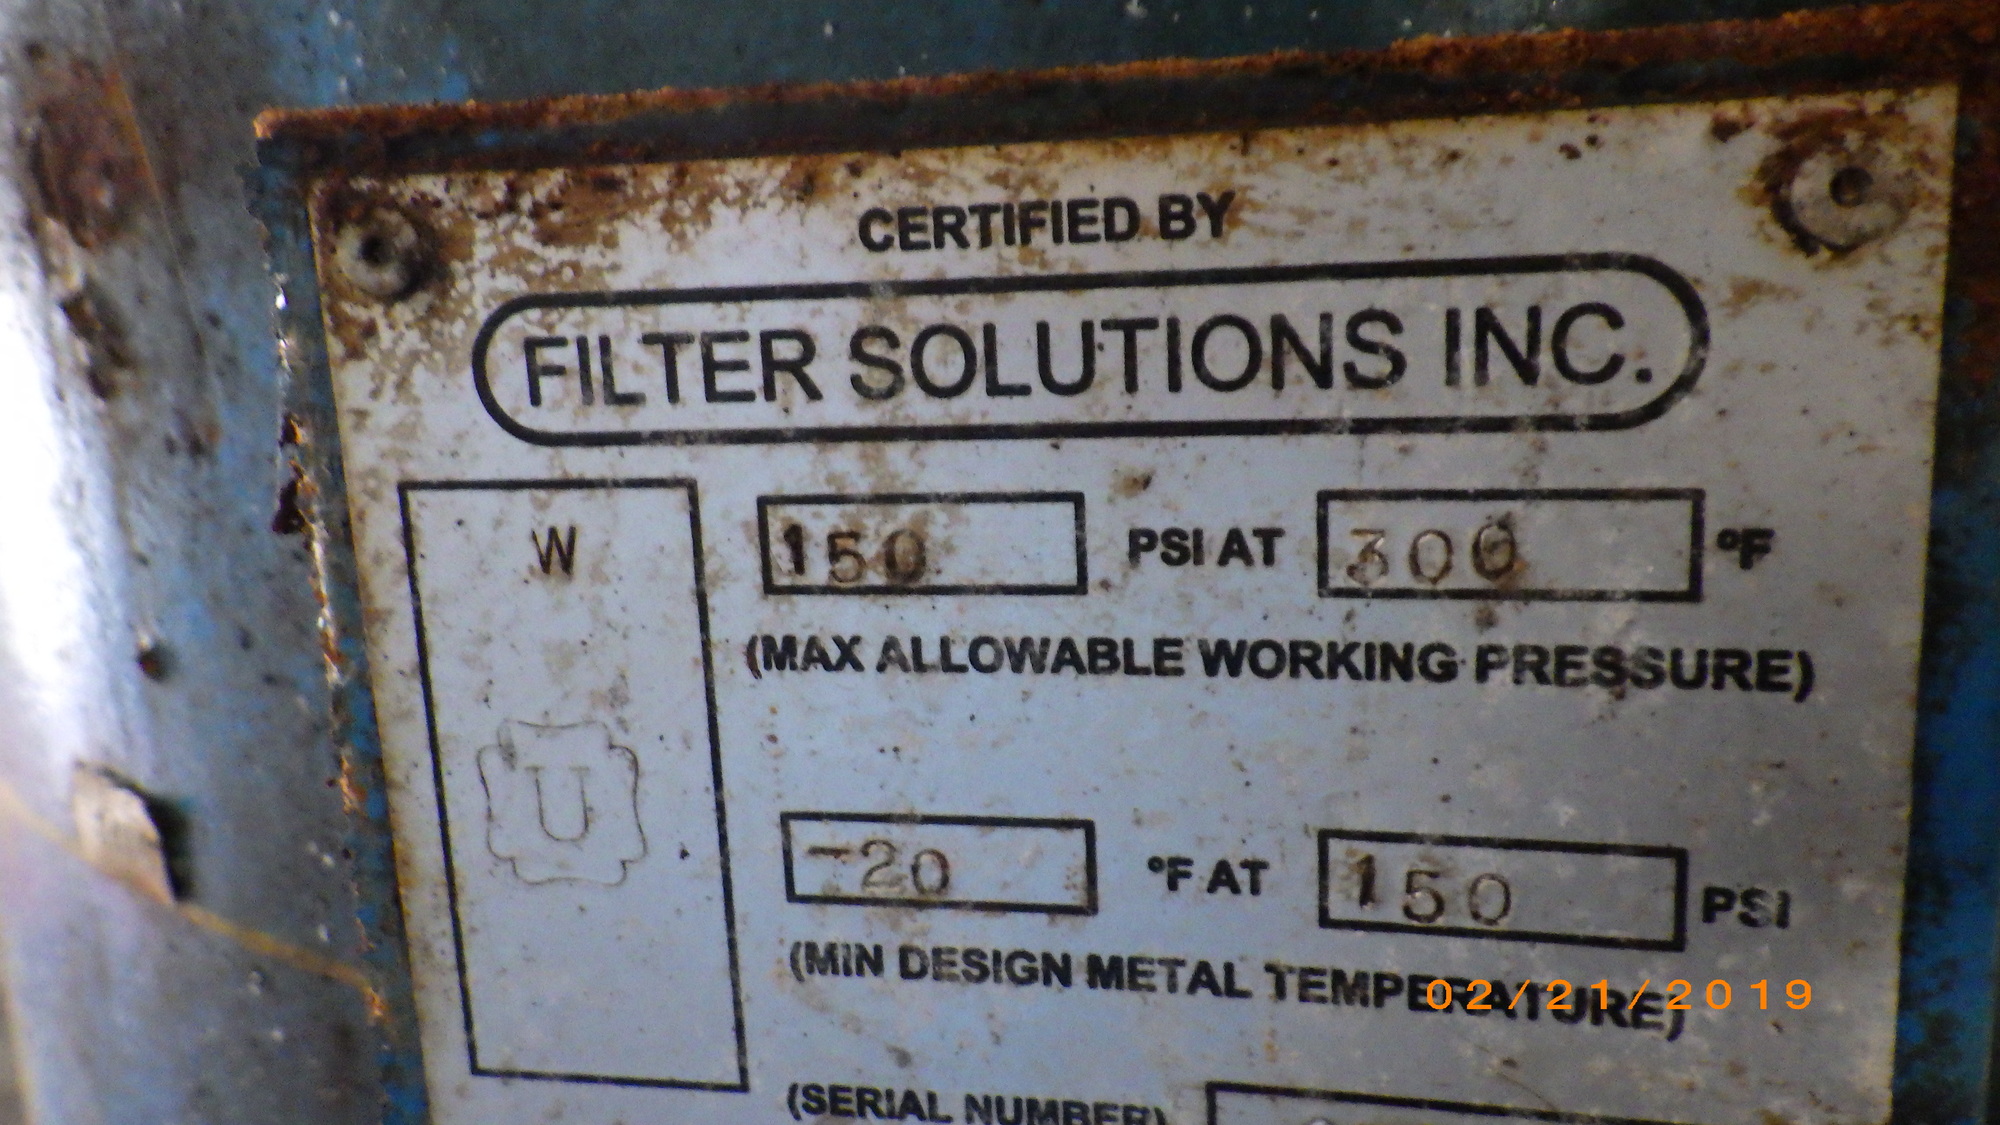 CERTIFIED BY
FILTER SOLUTIONS INC.
W
150 PSI AT 300 °F
(MAX ALLOWABLE WORKING PRESSURE)
U
-20 °F AT 150 PSI
(MIN DESIGN METAL TEMPERATURE)
02/21/2019
(SERIAL NUMBER)